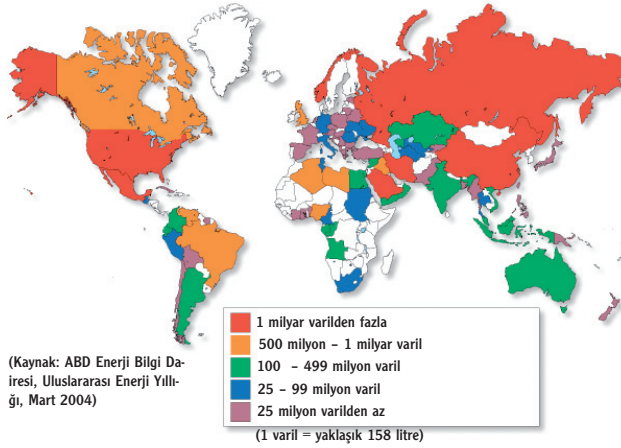 1 milyar varilden fazla
500 milyon – 1 milyar varil
100 – 499 milyon varil
25 – 99 milyon varil
25 milyon varilden az
(1 varil = yaklaşık 158 litre)
(Kaynak: ABD Enerji Bilgi Da-
iresi, Uluslararası Enerji Yıllı-
ğı, Mart 2004)